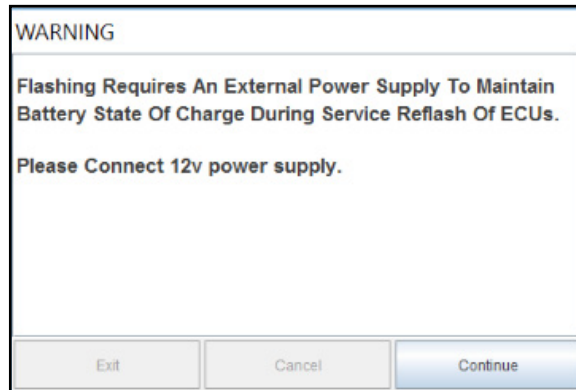 WARNING
Flashing Requires An External Power Supply To Maintain
Battery State Of Charge During Service Reflash Of ECUs.
Please Connect 12v power supply.
Exit
Cancel
Continue